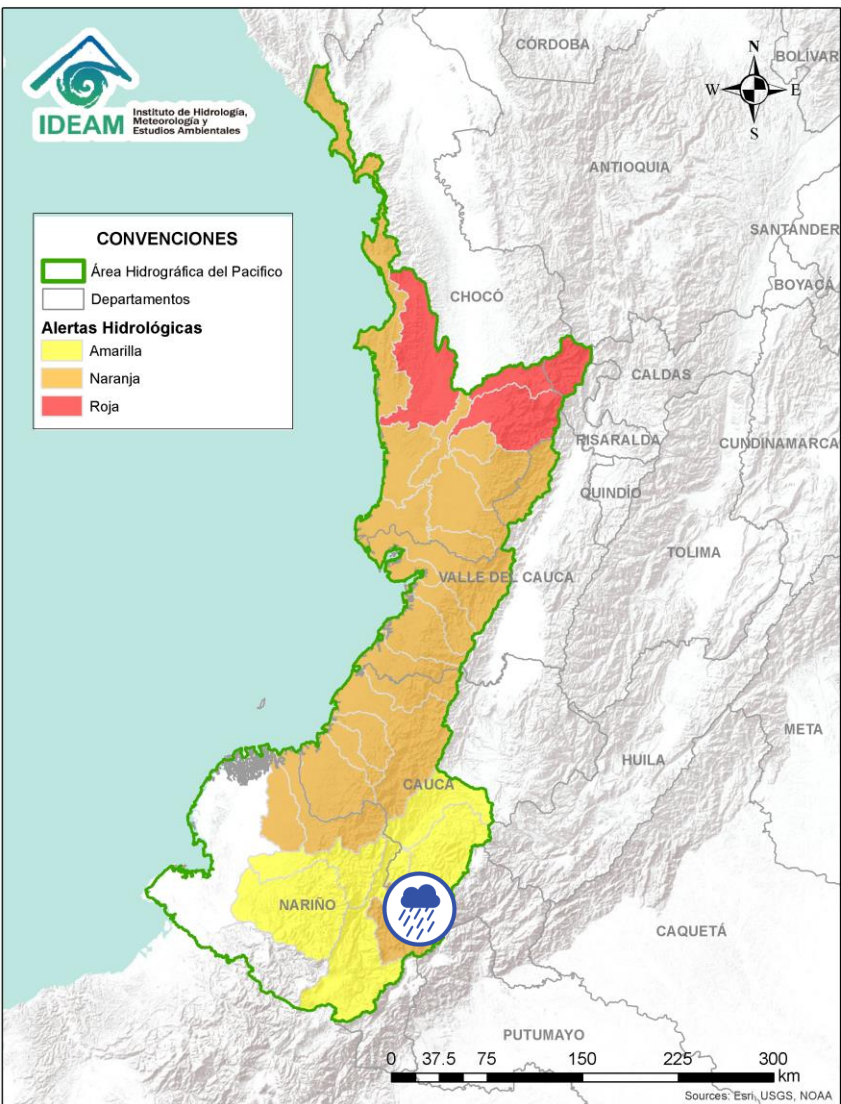 IDEAM
Instituto de Hidrología,
Meteorología y
Estudios Ambientales
CÓRDOBA
BOLÍVAR
N
W
E
S
ANTIOQUIA
SANTANDER
BOYACÁ
CONVENCIONES
Área Hidrográfica del Pacifico
Departamentos
Alertas Hidrológicas
Amarilla
Naranja
Roja
CHOCÓ
CALDAS
RISARALDA
CUNDINAMARCA
QUINDÍO
TOLIMA
VALLE DEL CAUCA
META
HUILA
CAUCA
NARIÑO
CAQUETÁ
PUTUMAYO
0 37.5 75 150 225 300
km
Sources: Esri, USGS, NOAA